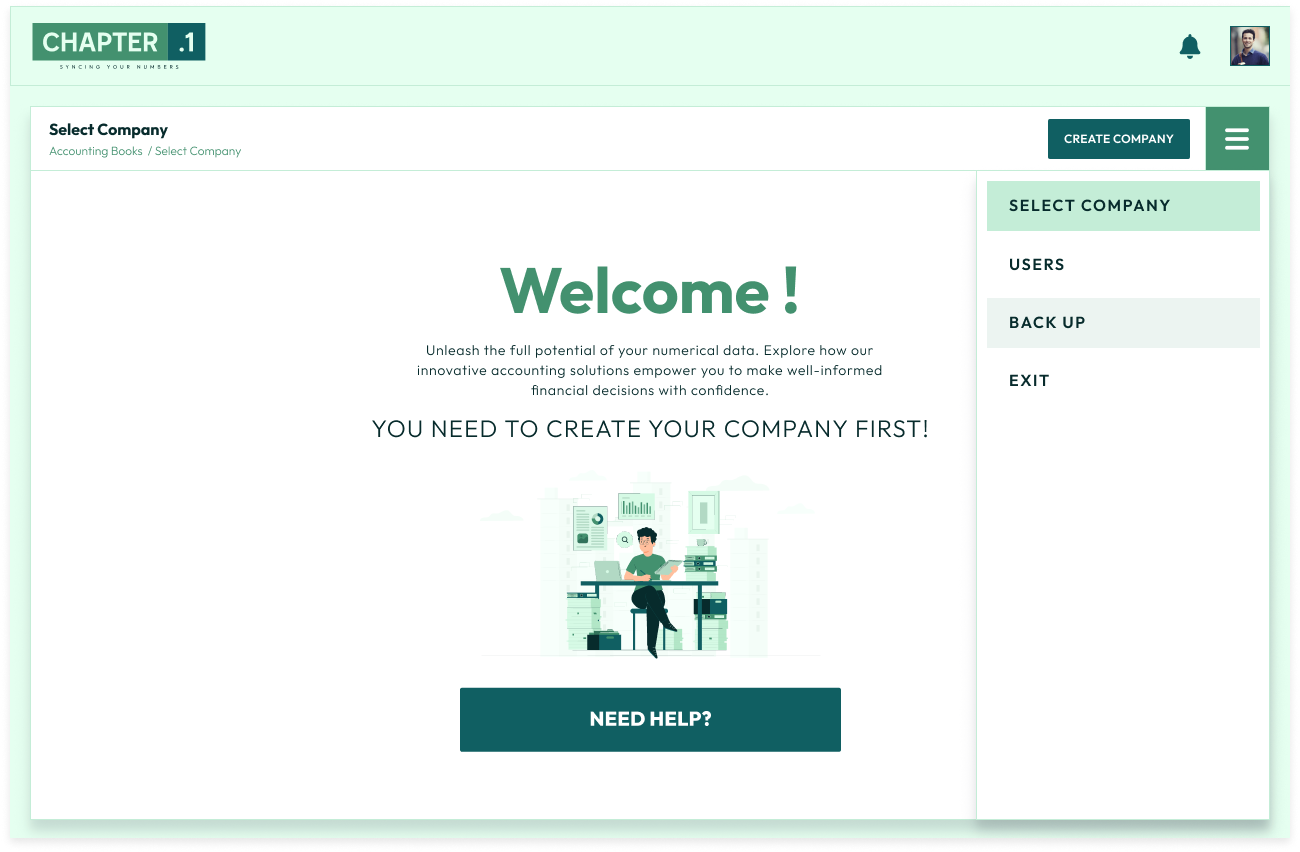 CHAPTER .1
SYNCING YOUR NUMBERS
Select Company
Accounting Books / Select Company
CREATE COMPANY
SELECT COMPANY
USERS
BACK UP
EXIT
Welcome !
Unleash the full potential of your numerical data. Explore how our
innovative accounting solutions empower you to make well-informed
financial decisions with confidence.
YOU NEED TO CREATE YOUR COMPANY FIRST!
NEED HELP?